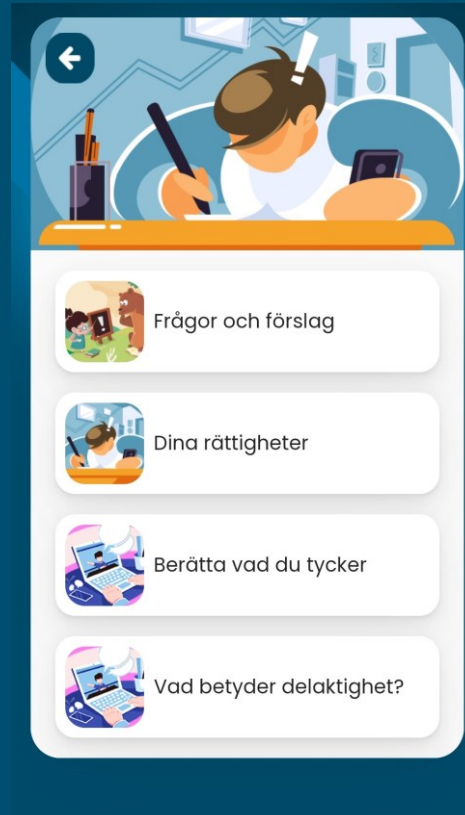 Frågor och förslag
Dina rättigheter
Berätta vad du tycker
Vad betyder delaktighet?